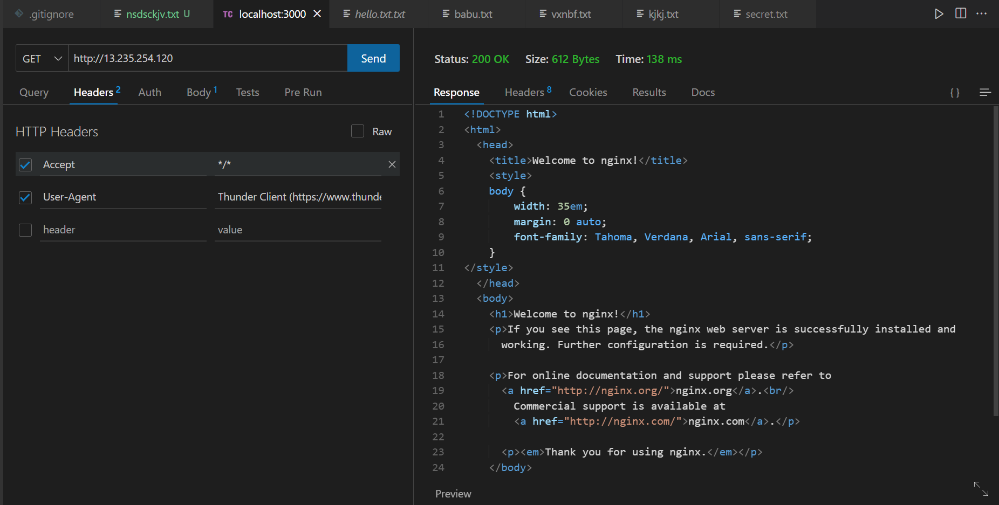 .gitignore
nsdsckjv.txt U
TC localhost:3000
hello.txt.txt
babu.txt
vxnbf.txt
kjkj.txt
secret.txt
GET
http://13.235.254.120
Send
Query
Headers 2
Auth
Body 1
Tests
Pre Run
HTTP Headers
Raw
Accept
*/*
User-Agent
Thunder Client (https://www.thunde
header
value
Status: 200 OK
Size: 612 Bytes
Time: 138 ms
Response
Headers 8
Cookies
Results
Docs
{ }
1 <!DOCTYPE html>
2 <html>
3 <head>
4 <title>Welcome to nginx!</title>
5 <style>
6 body {
7 width: 35em;
8 margin: 0 auto;
9 font-family: Tahoma, Verdana, Arial, sans-serif;
10 }
11 </style>
12 </head>
13 <body>
14 <h1>Welcome to nginx!</h1>
15 <p>If you see this page, the nginx web server is successfully installed and
16 working. Further configuration is required.</p>
17
18 <p>For online documentation and support please refer to
19 <a href="http://nginx.org/">nginx.org</a>.<br/>
20 Commercial support is available at
21 <a href="http://nginx.com/">nginx.com</a>.</p>
22
23 <p><em>Thank you for using nginx.</em></p>
24 </body>
Preview